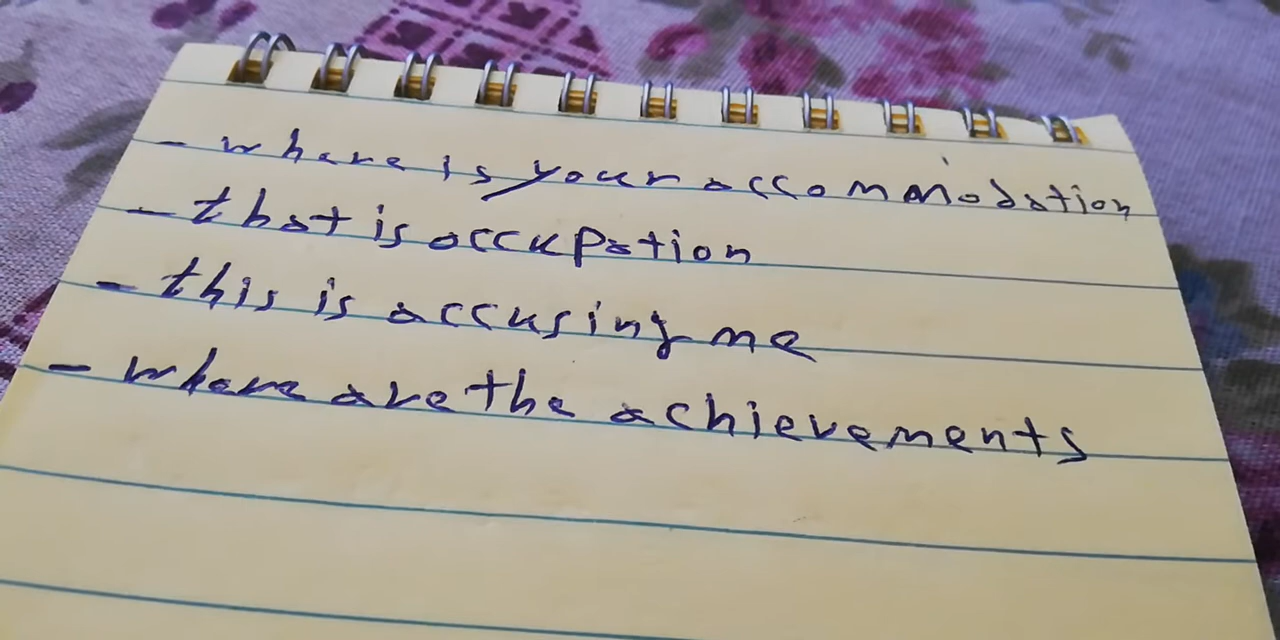 - where is your accommodation
- that is occupation
- this is accusing me
- where are the achievements